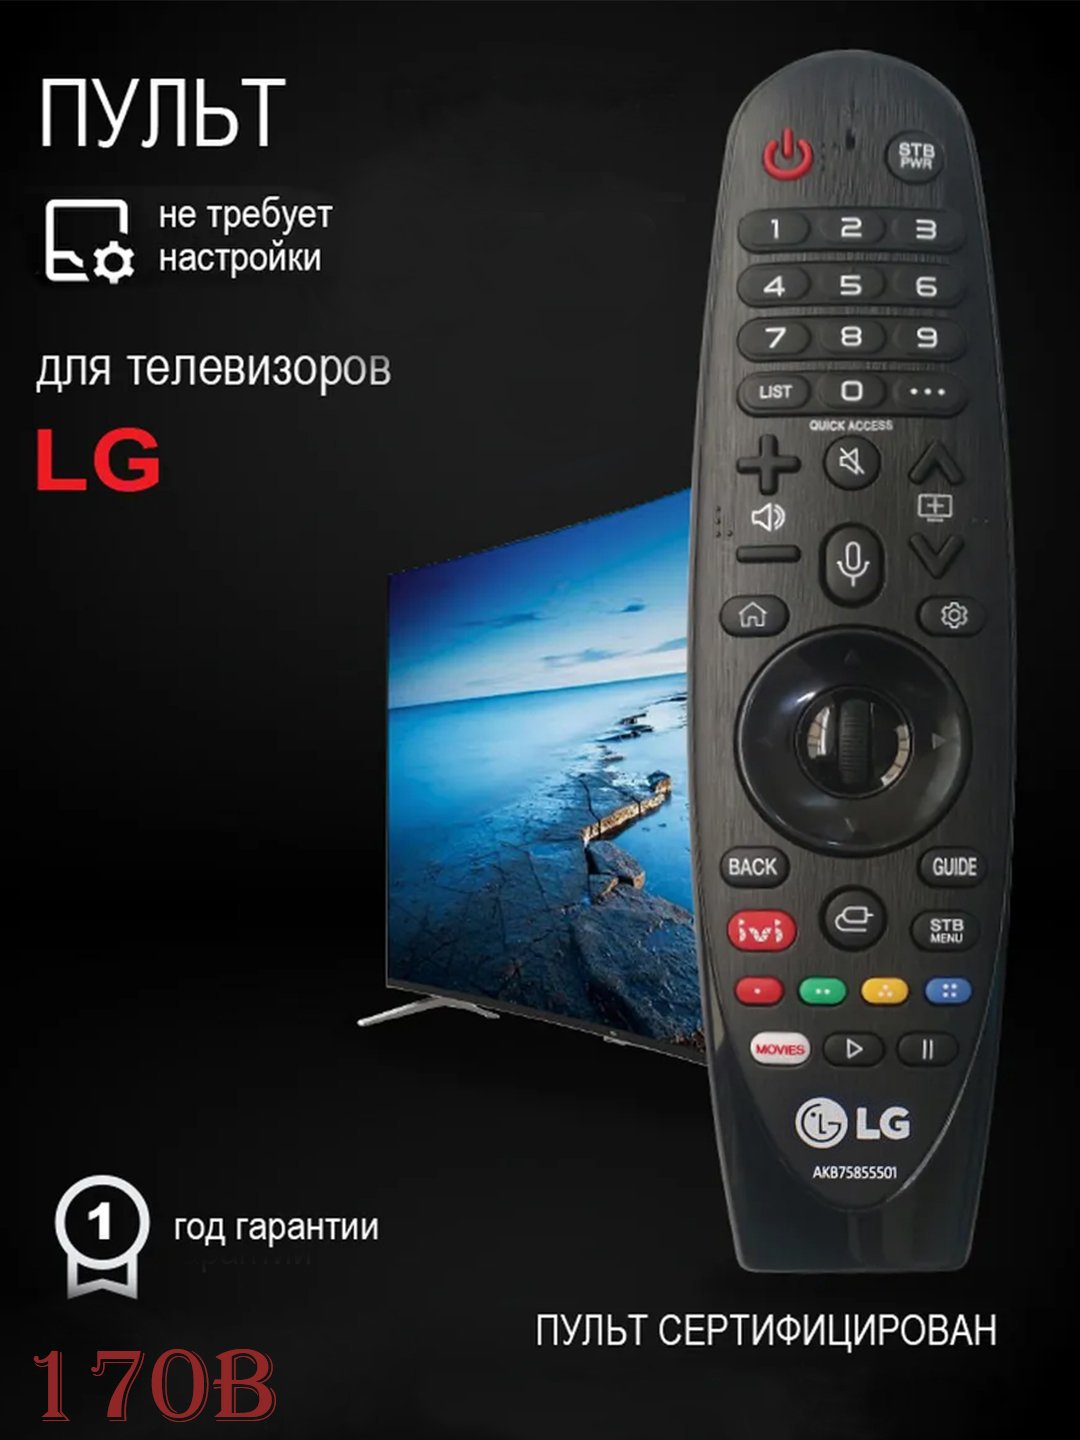 ПУЛЬТ
не требует
настройки
для телевизоров
LG
STB
PWR
1 2 3
4 5 6
7 8 9
LIST 0 ...
QUICK ACCESS
BACK GUIDE
ivi
STB
MENU
MOVIES
LG
AKB75855501
1
год гарантии
ПУЛЬТ СЕРТИФИЦИРОВАН
170B